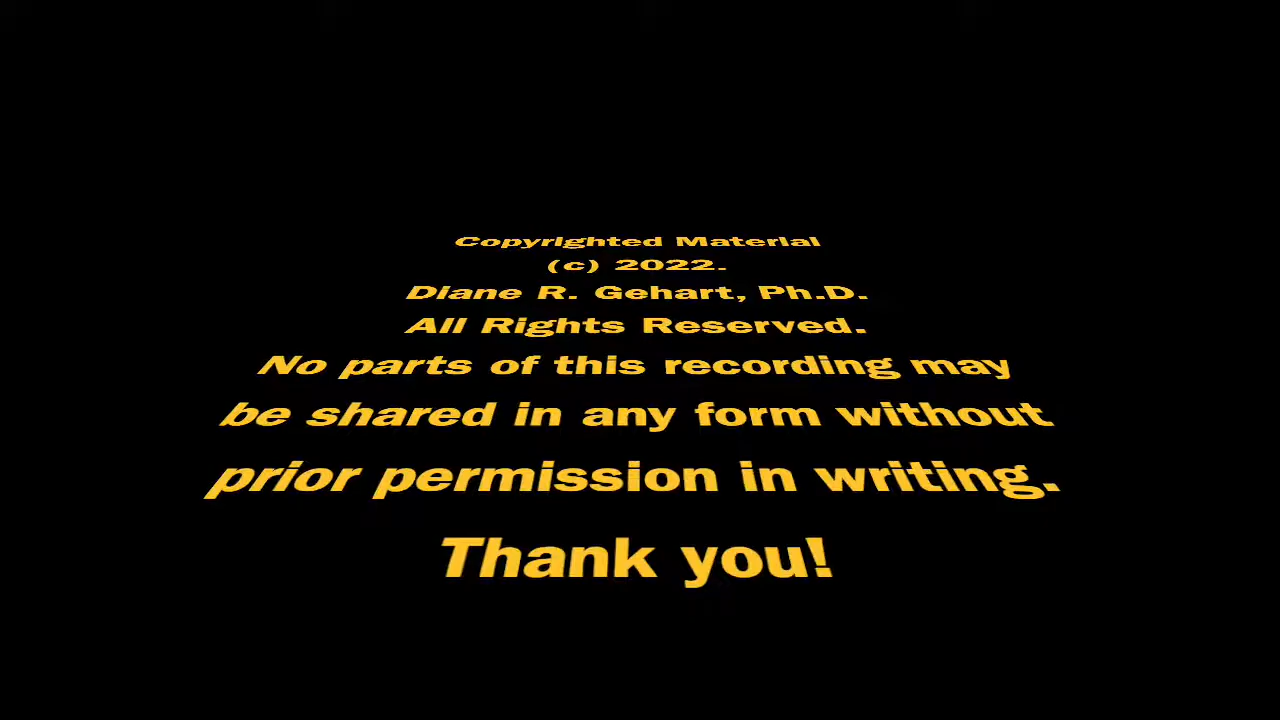 Copyrighted Material
(c) 2022.
Diane R. Gehart, Ph.D.
All Rights Reserved.
No parts of this recording may
be shared in any form without
prior permission in writing.
Thank you!